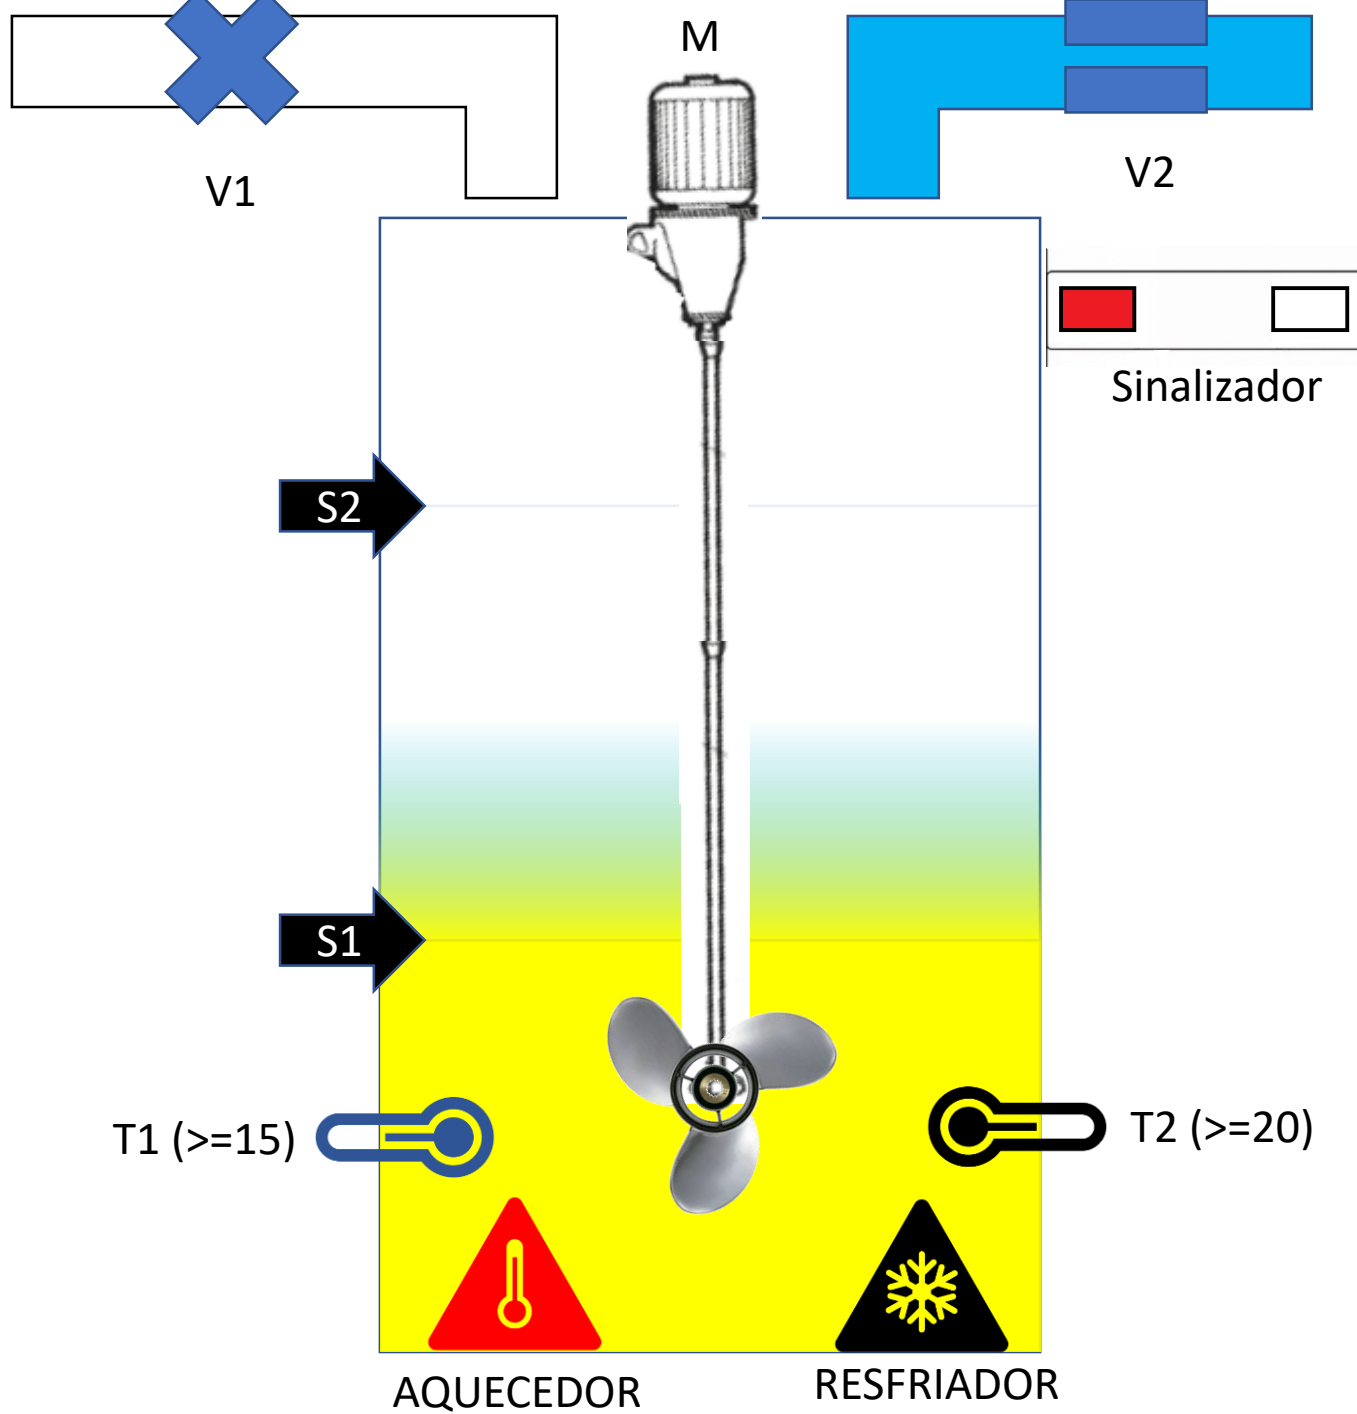 M
V1
V2
Sinalizador
S2
S1
T1 (>=15)
T2 (>=20)
AQUECEDOR
RESFRIADOR